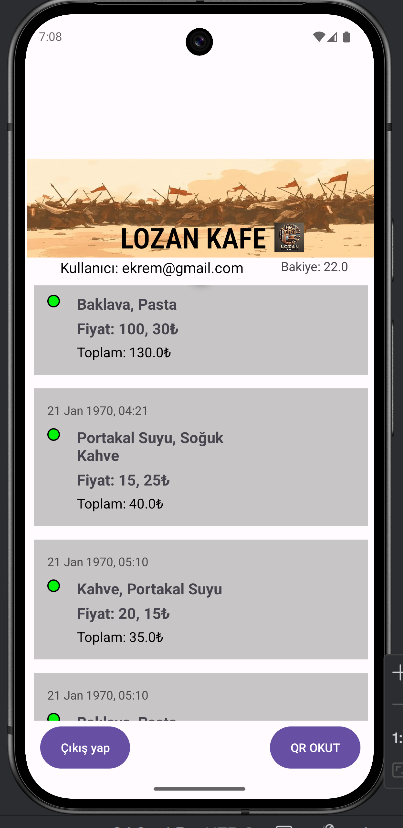 7:08
LOZAN KAFE
Kullanıcı: ekrem@gmail.com
Bakiye: 22.0
Baklava, Pasta
Fiyat: 100, 30₺
Toplam: 130.0₺
21 Jan 1970, 04:21
Portakal Suyu, Soğuk
Kahve
Fiyat: 15, 25₺
Toplam: 40.0₺
21 Jan 1970, 05:10
Kahve, Portakal Suyu
Fiyat: 20, 15₺
Toplam: 35.0₺
21 Jan 1970, 05:10
Baklava, Pasta
Çıkış yap
QR OKUT
1: